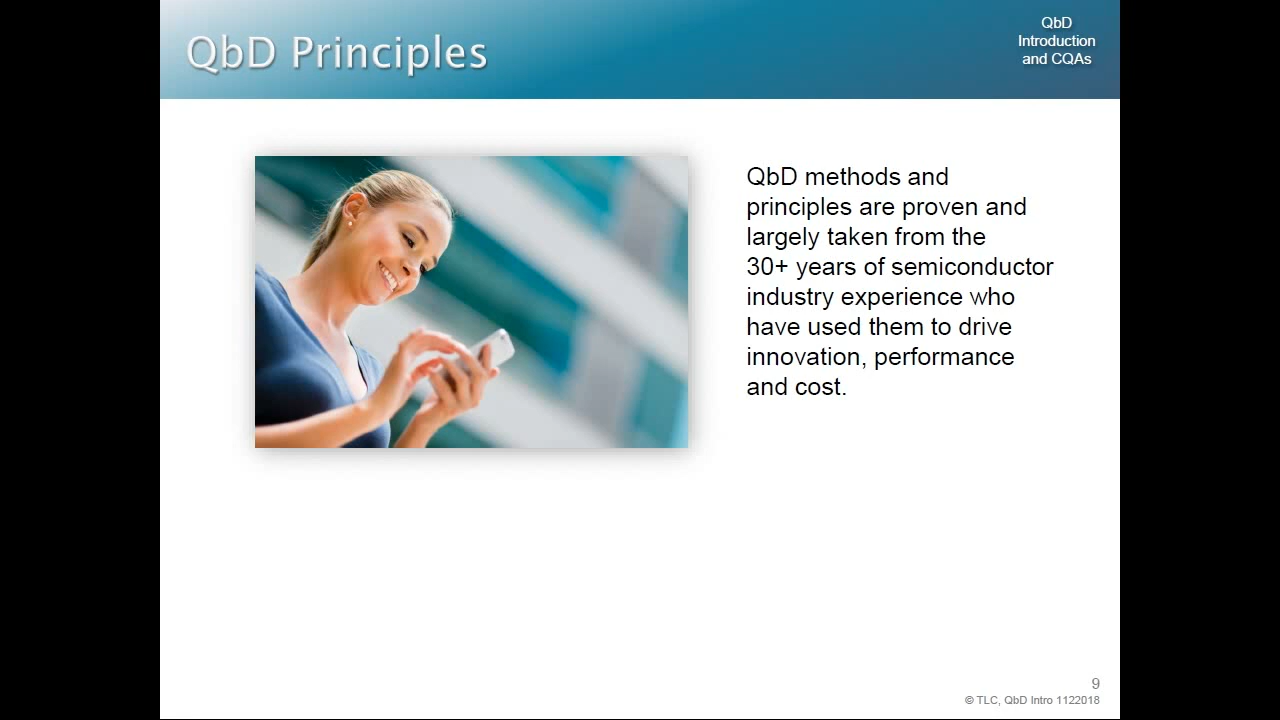 QbD Principles
QbD
Introduction
and CQAs
QbD methods and
principles are proven and
largely taken from the
30+ years of semiconductor
industry experience who
have used them to drive
innovation, performance
and cost.
9
© TLC, QbD Intro 1122018